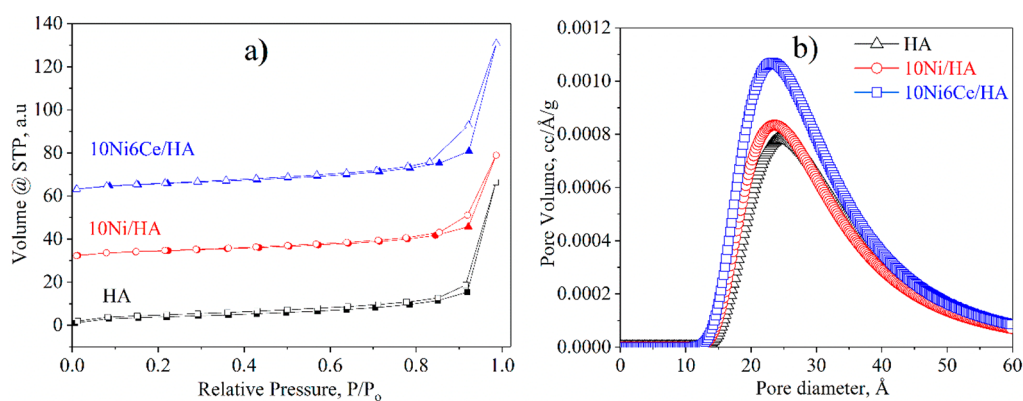 a)
Volume @ STP, a.u
140
120
100
80
60
40
20
0
10Ni6Ce/HA
10Ni/HA
HA
0.0 0.2 0.4 0.6 0.8 1.0
Relative Pressure, P/Po
b)
Pore Volume, cc/Å/g
0.0012
0.0010
0.0008
0.0006
0.0004
0.0002
0.0000
HA
10Ni/HA
10Ni6Ce/HA
0 10 20 30 40 50 60
Pore diameter, Å